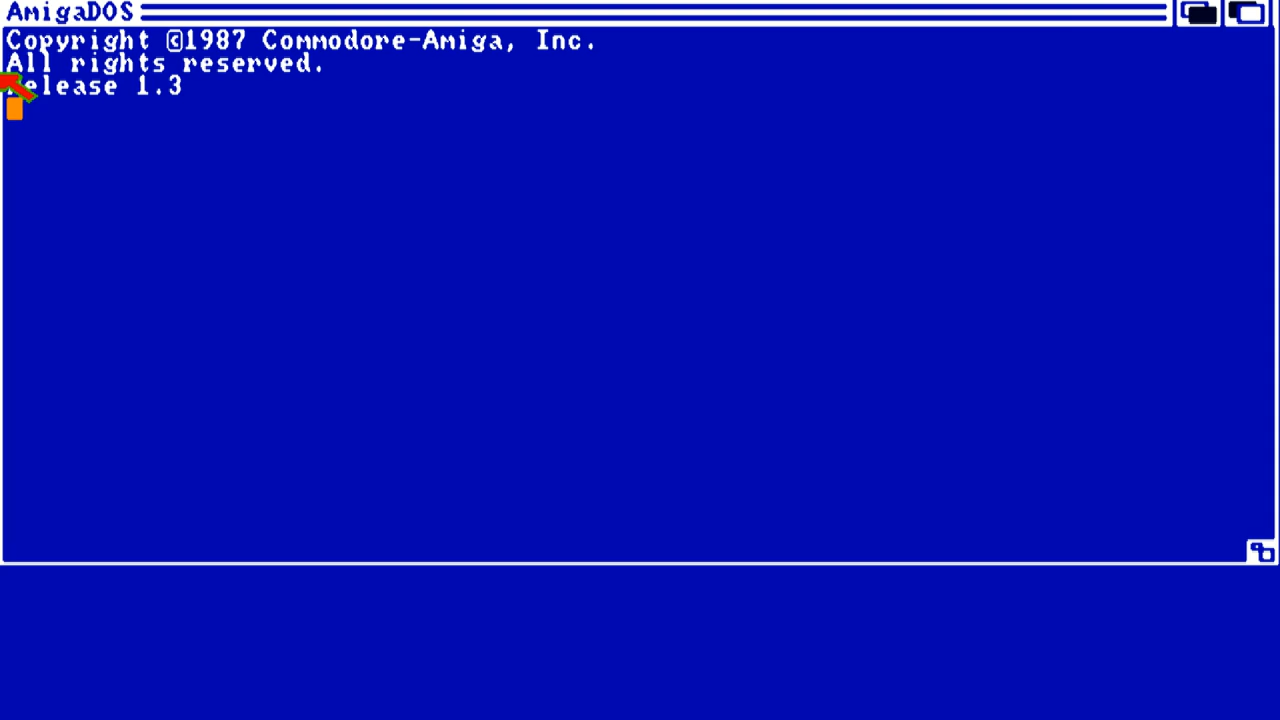 AmigaDOS
Copyright ©1987 Commodore-Amiga, Inc.
All rights reserved.
Release 1.3